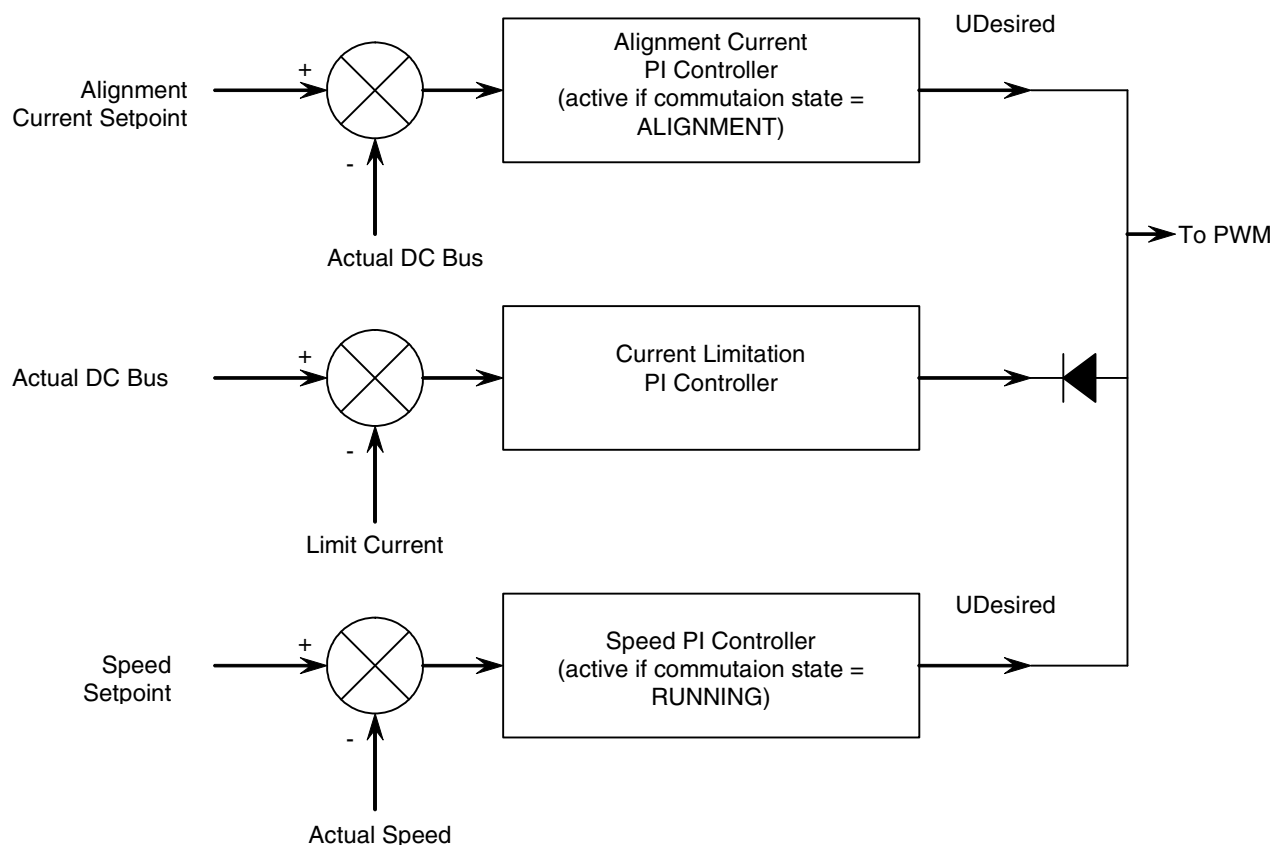 UDesired
Alignment Current
PI Controller
(active if commutaion state =
ALIGNMENT)
+
Alignment
Current Setpoint
-
Actual DC Bus
To PWM
Current Limitation
PI Controller
+
Actual DC Bus
-
Limit Current
UDesired
Speed PI Controller
(active if commutaion state =
RUNNING)
+
Speed
Setpoint
-
Actual Speed